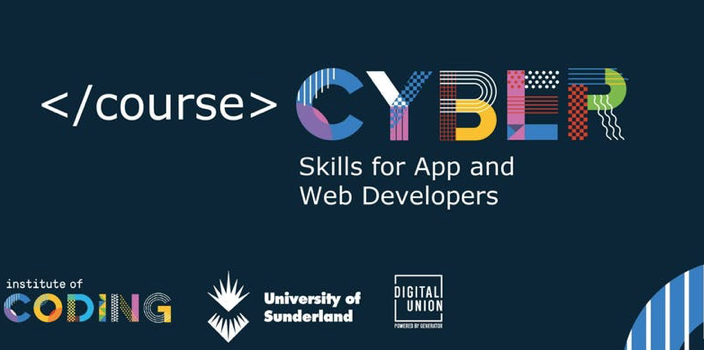 </course> CYBER
Skills for App and
Web Developers
institute of
CODING
University of
Sunderland
DIGITAL
UNION
POWERED BY GENERATOR